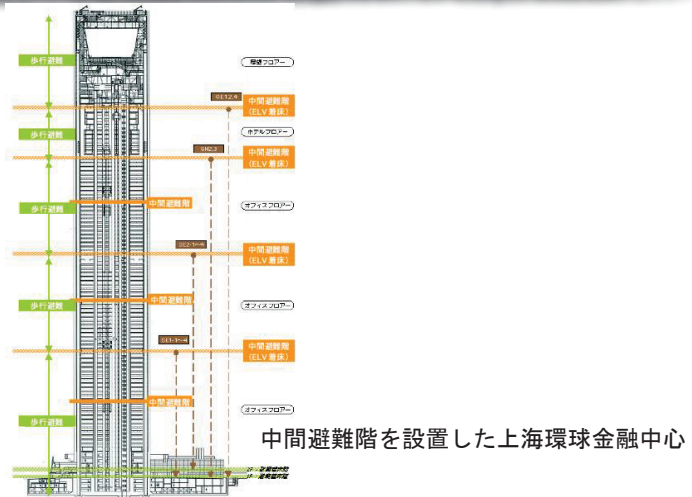 歩行避難
展望フロアー
中間避難階
(ELV着床)
歩行避難
ホテルフロアー
中間避難階
(ELV着床)
中間避難階
歩行避難
オフィスフロアー
中間避難階
(ELV着床)
中間避難階
歩行避難
オフィスフロアー
中間避難階
(ELV着床)
中間避難階
歩行避難
オフィスフロアー
中間避難階を設置した上海環球金融中心